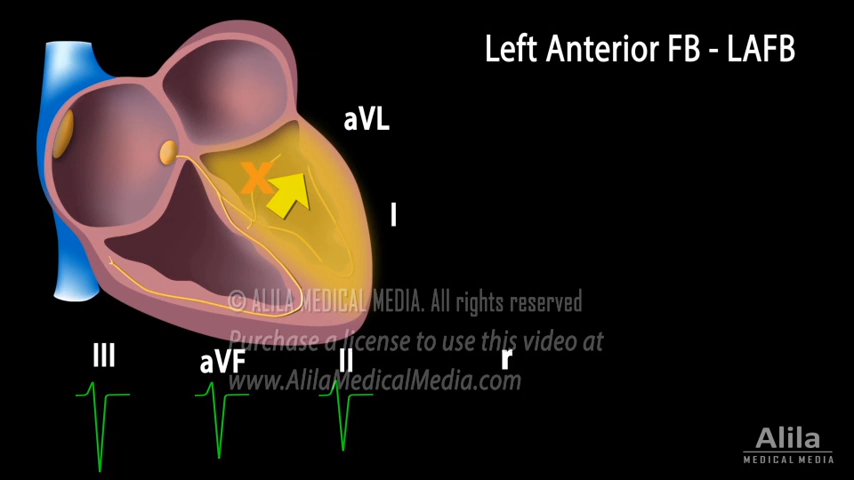 Left Anterior FB - LAFB
aVL
X
I
© ALILA MEDICAL MEDIA. All rights reserved
Purchase a license to use this video at
www.AlilaMedicalMedia.com
III
aVF
II
r
Alila
MEDICAL MEDIA